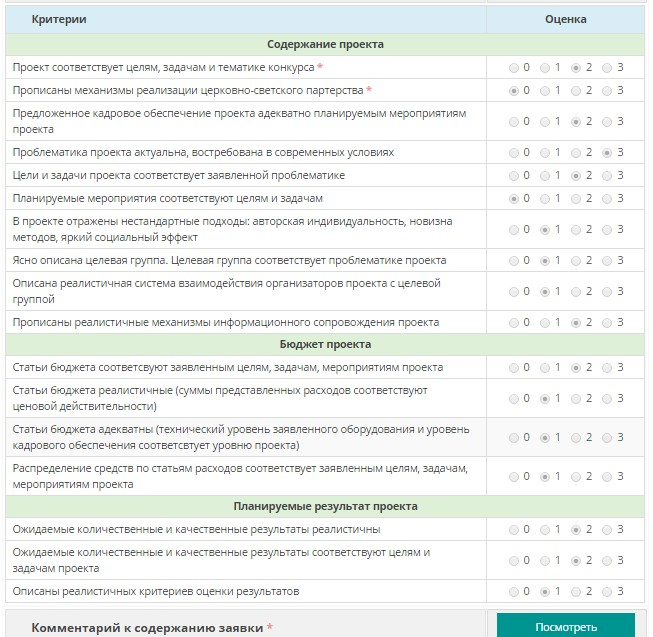 Критерии Оценка
Содержание проекта
Проект соответствует целям, задачам и тематике конкурса * 0 1 2 3
Прописаны механизмы реализации церковно-светского партерства * 0 1 2 3
Предложенное кадровое обеспечение проекта адекватно планируемым мероприятиям
проекта 0 1 2 3
Проблематика проекта актуальна, востребована в современных условиях 0 1 2 3
Цели и задачи проекта соответствует заявленной проблематике 0 1 2 3
Планируемые мероприятия соответствуют целям и задачам 0 1 2 3
В проекте отражены нестандартные подходы: авторская индивидуальность, новизна
методов, яркий социальный эффект 0 1 2 3
Ясно описана целевая группа. Целевая группа соответствует проблематике проекта 0 1 2 3
Описана реалистичная система взаимодействия организаторов проекта с целевой
группой 0 1 2 3
Прописаны реалистичные механизмы информационного сопровождения проекта 0 1 2 3
Бюджет проекта
Статьи бюджета соответсвуют заявленным целям, задачам, мероприятиям проекта 0 1 2 3
Статьи бюджета реалистичные (суммы представленных расходов соответствуют
ценовой действительности) 0 1 2 3
Статьи бюджета адекватны (технический уровень заявленного оборудования и уровень
кадрового обеспечения соответсвтует уровню проекта) 0 1 2 3
Распределение средств по статьям расходов соответствует заявленным целям, задачам,
мероприятиям проекта 0 1 2 3
Планируемые результат проекта
Ожидаемые количественные и качественные результаты реалистичны 0 1 2 3
Ожидаемые количественные и качественные результаты соответствуют целям и
задачам проекта 0 1 2 3
Описаны реалистичных критериев оценки результатов 0 1 2 3
Комментарий к содержанию заявки * Посмотреть